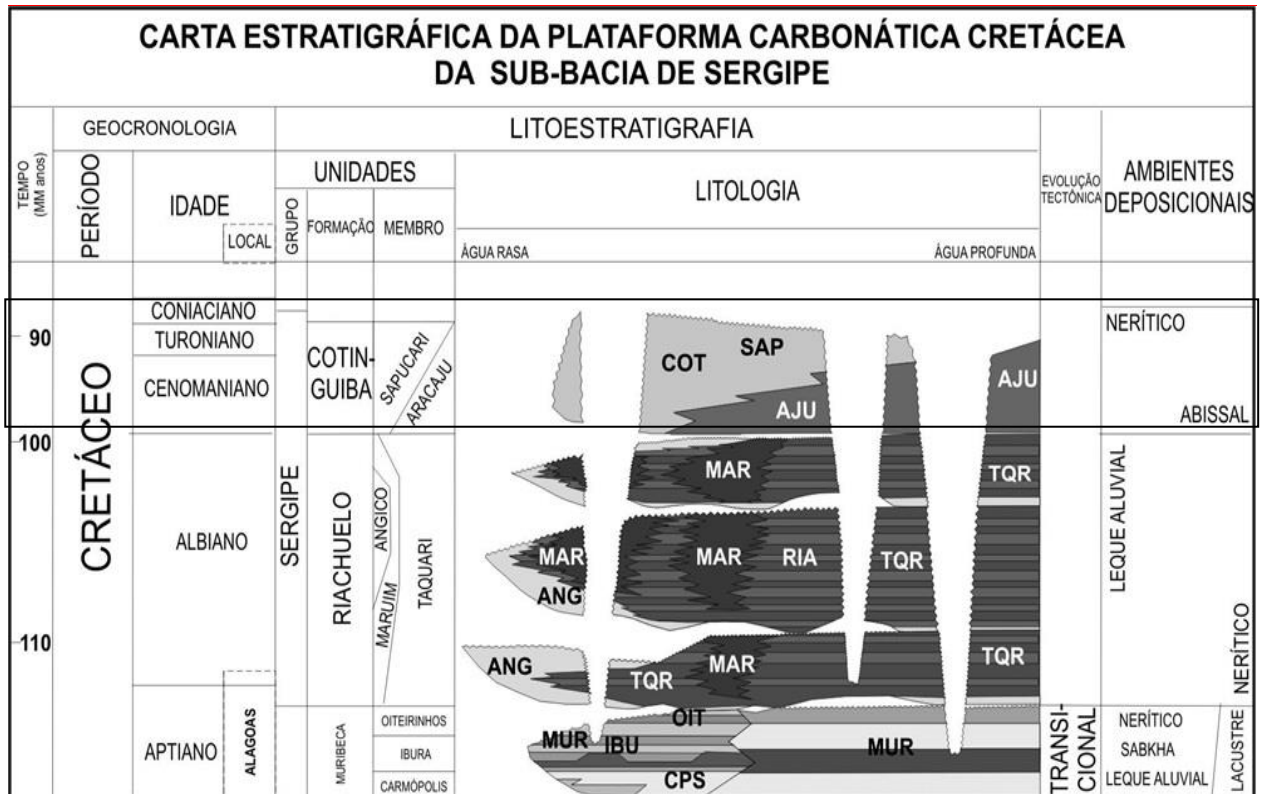 CARTA ESTRATIGRÁFICA DA PLATAFORMA CARBONÁTICA CRETÁCEA
DA SUB-BACIA DE SERGIPE
TEMPO
(MM anos)
GEOCRONOLOGIA
PERÍODO
IDADE
LOCAL
LITOESTRATIGRAFIA
UNIDADES
GRUPO
FORMAÇÃO
MEMBRO
LITOLOGIA
ÁGUA RASA
ÁGUA PROFUNDA
EVOLUÇÃO
TECTÔNICA
AMBIENTES
DEPOSICIONAIS
90
100
110
CRETÁCEO
CONIACIANO
TURONIANO
CENOMANIANO
ALBIANO
APTIANO
ALAGOAS
SERGIPE
COTIN-
GUIBA
RIACHUELO
MURIBECA
SAPUCARI
ARACAJU
ANGICO
MARUIM
TAQUARI
OITEIRINHOS
IBURA
CARMÓPOLIS
COT
SAP
AJU
AJU
MAR
TQR
MAR
MAR
RIA
TQR
ANG
ANG
TQR
MAR
TQR
OIT
MUR
IBU
MUR
CPS
TRANSI-
CIONAL
NERÍTICO
ABISSAL
LEQUE ALUVIAL
NERÍTICO
NERÍTICO
SABKHA
LEQUE ALUVIAL
LACUSTRE